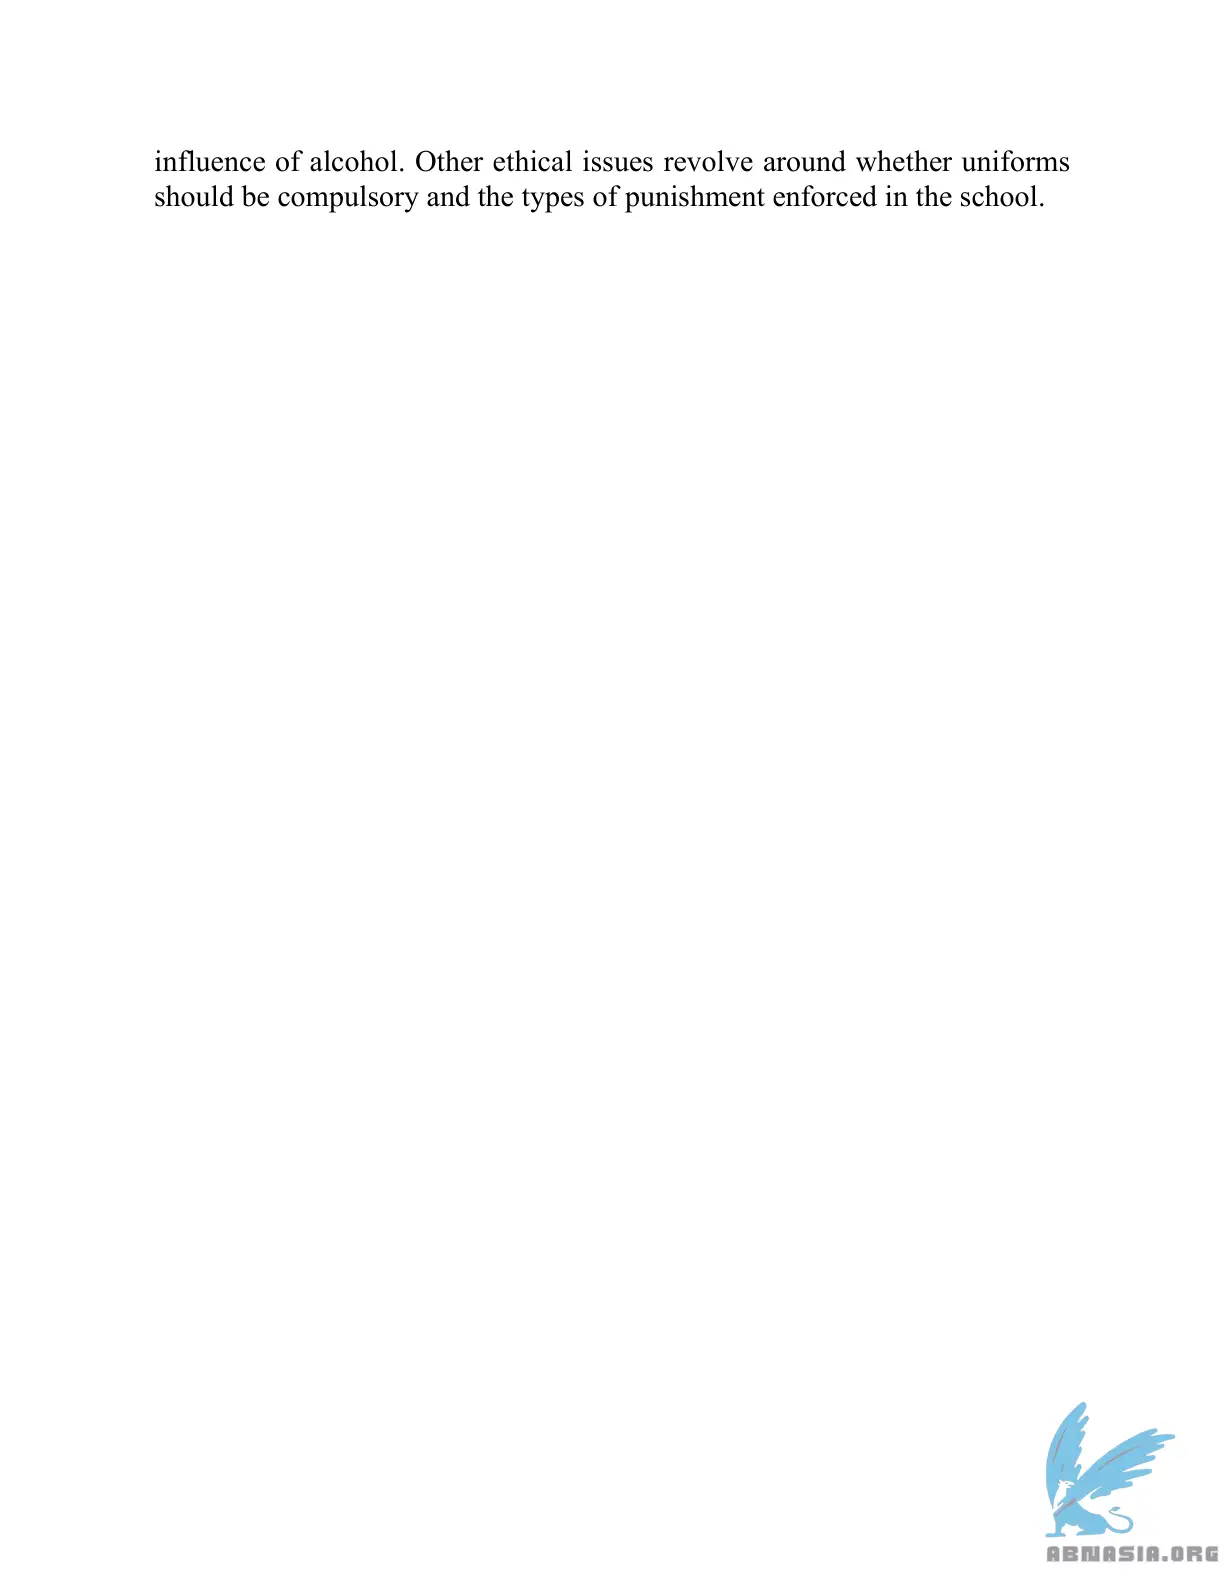 influence of alcohol. Other ethical issues revolve around whether uniforms
should be compulsory and the types of punishment enforced in the school.
ABNASIA.ORG